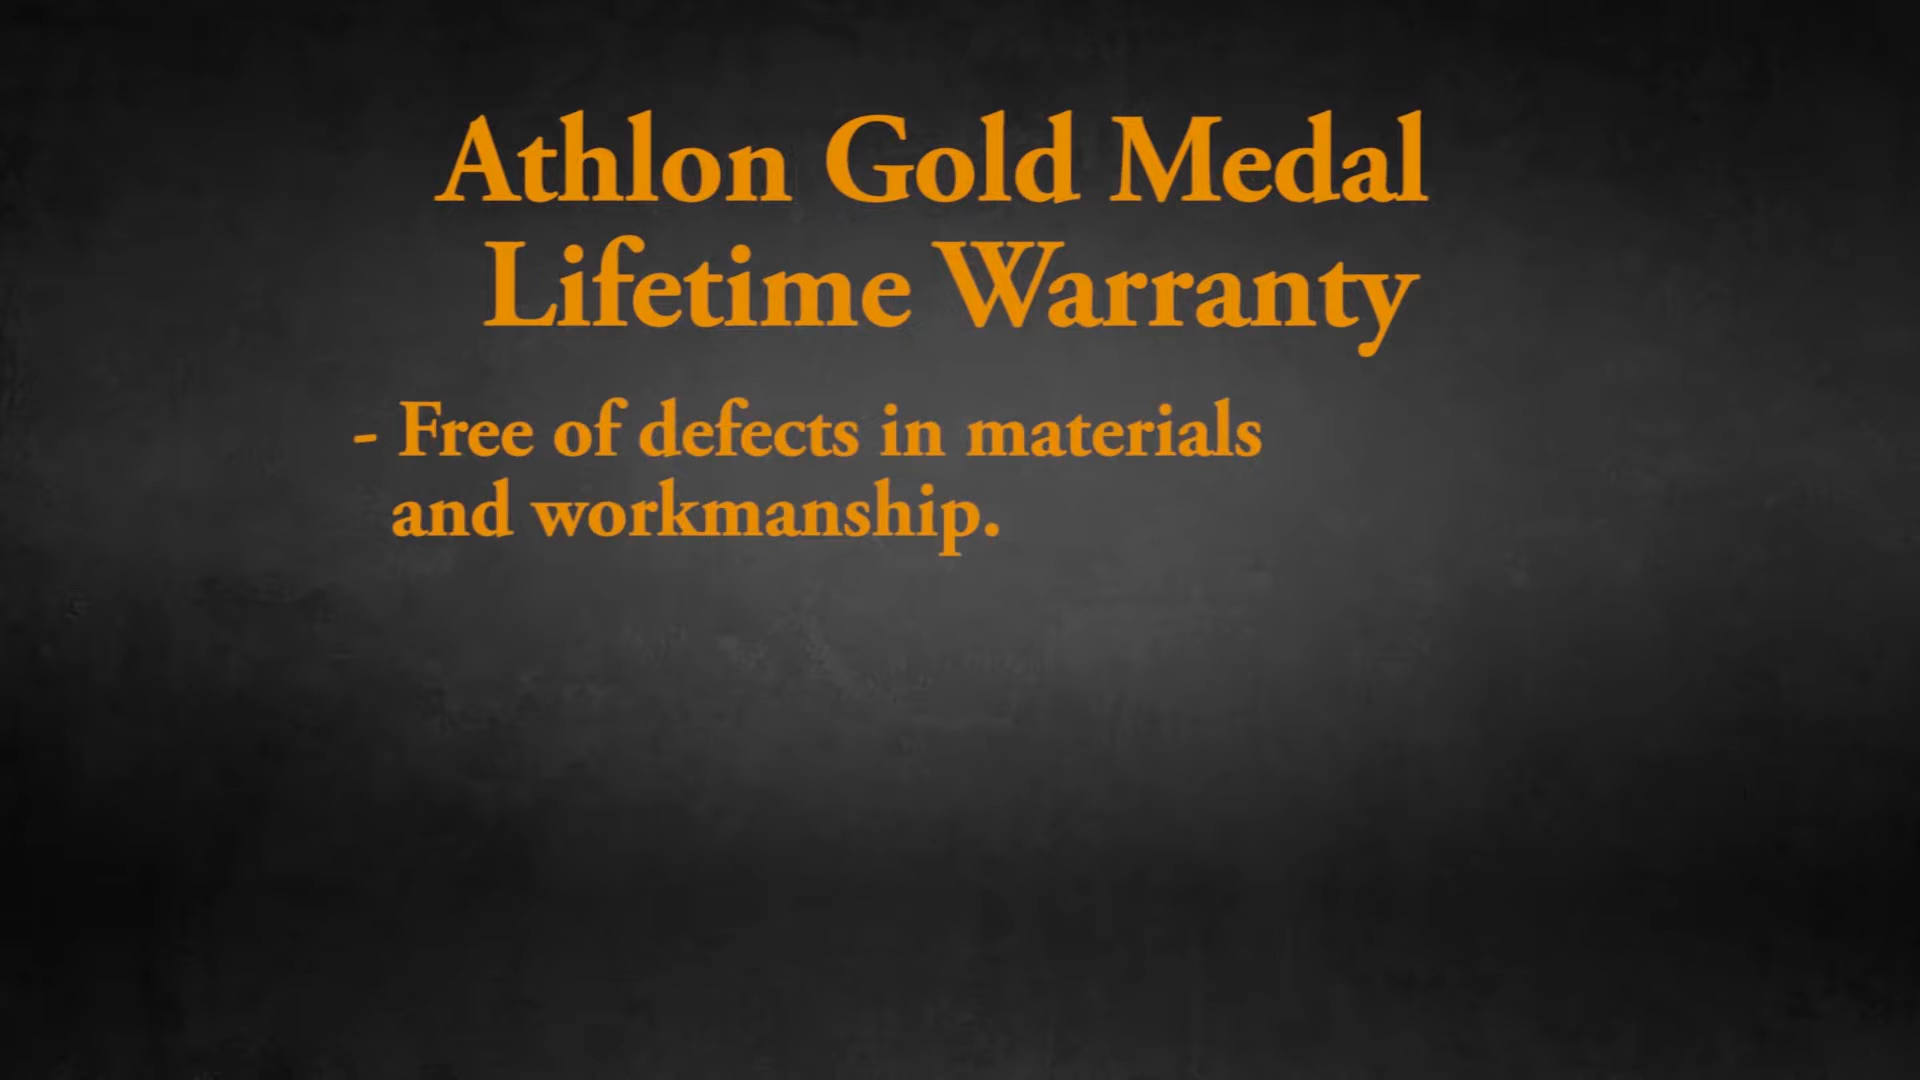 Athlon Gold Medal
Lifetime Warranty
- Free of defects in materials
and workmanship.